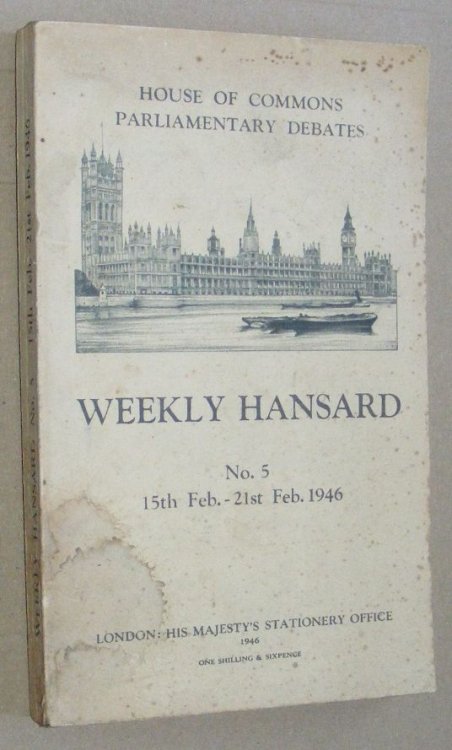 HOUSE OF COMMONS
PARLIAMENTARY DEBATES
WEEKLY HANSARD
No. 5
15th Feb. - 21st Feb. 1946
LONDON: HIS MAJESTY'S STATIONERY OFFICE
1946
ONE SHILLING & SIXPENCE
WEEKLY HANSARD No. 5 15th Feb. - 21st Feb. 1946